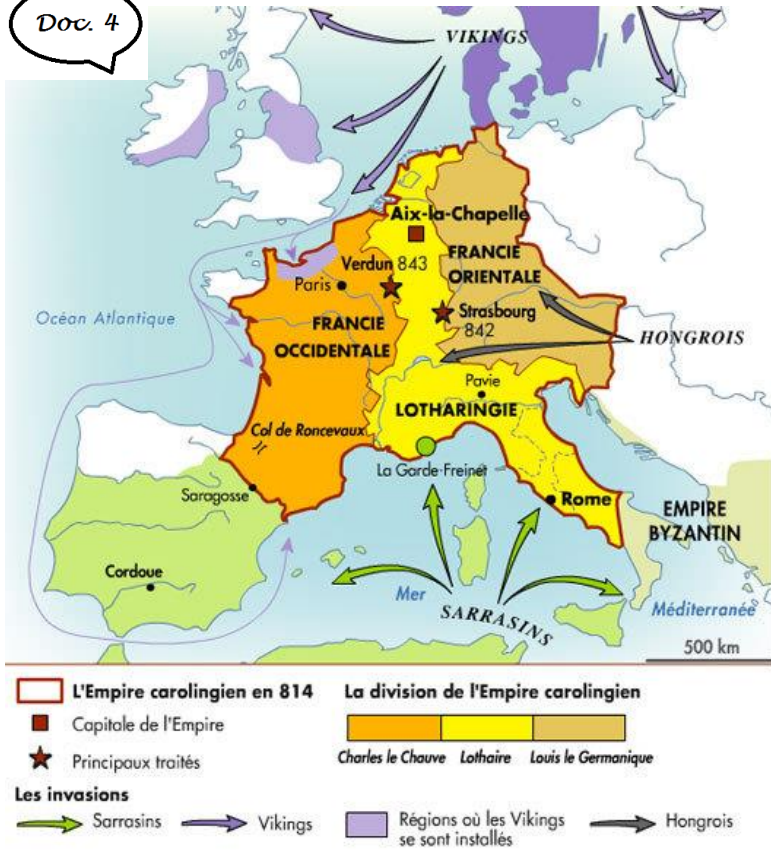 Doc. 4
VIKINGS
Aix-la-Chapelle
Verdun 843
FRANCIE
ORIENTALE
Paris
Strasbourg
842
Océan Atlantique
FRANCIE
OCCIDENTALE
HONGROIS
Pavie
LOTHARINGIE
Col de Roncevaux
La Garde-Freinet
Saragosse
Rome
EMPIRE
BYZANTIN
Cordoue
Mer
SARRASINS
Méditerranée
500 km
L'Empire carolingien en 814
Capitale de l'Empire
Principaux traités
La division de l'Empire carolingien
Charles le Chauve Lothaire Louis le Germanique
Les invasions
Sarrasins
Vikings
Régions où les Vikings
se sont installés
Hongrois